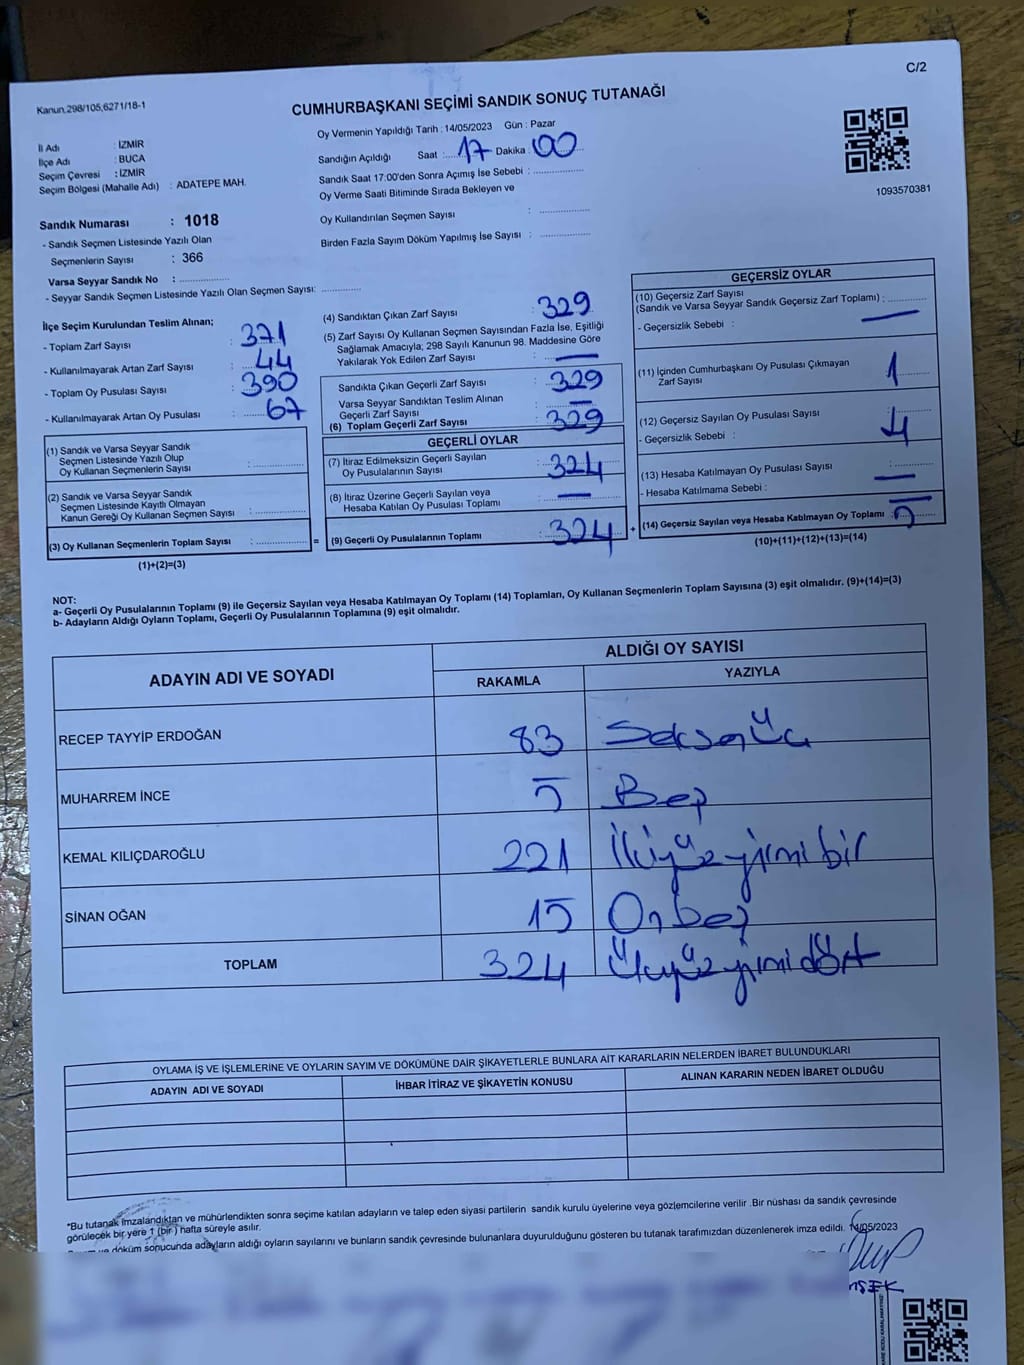 C/2
Kanun.298/105,6271/18-1
CUMHURBAŞKANI SEÇİMİ SANDIK SONUÇ TUTANAĞI
İl Adı : İZMİR
İlçe Adı : BUCA
Seçim Çevresi : İZMİR
Seçim Bölgesi (Mahalle Adı) : ADATEPE MAH.
Oy Vermenin Yapıldığı Tarih : 14/05/2023 Gün : Pazar
Sandığın Açıldığı Saat : 17 Dakika : 00
Sandık Saat 17:00'den Sonra Açımış İse Sebebi :
Oy Verme Saati Bitiminde Sırada Bekleyen ve
Oy Kullandırılan Seçmen Sayısı :
Birden Fazla Sayım Döküm Yapılmış İse Sayısı :
1093570381
Sandık Numarası : 1018
- Sandık Seçmen Listesinde Yazılı Olan
Seçmenlerin Sayısı : 366
Varsa Seyyar Sandık No :
- Seyyar Sandık Seçmen Listesinde Yazılı Olan Seçmen Sayısı:
İlçe Seçim Kurulundan Teslim Alınan;
- Toplam Zarf Sayısı : 371
- Kullanılmayarak Artan Zarf Sayısı : 44
- Toplam Oy Pusulası Sayısı : 390
- Kullanılmayarak Artan Oy Pusulası : 67
(1) Sandık ve Varsa Seyyar Sandık
Seçmen Listesinde Yazılı Olup
Oy Kullanan Seçmenlerin Sayısı :
(2) Sandık ve Varsa Seyyar Sandık
Seçmen Listesinde Kayıtlı Olmayan
Kanun Gereği Oy Kullanan Seçmen Sayısı :
(3) Oy Kullanan Seçmenlerin Toplam Sayısı : =
(1)+(2)=(3)
(4) Sandıktan Çıkan Zarf Sayısı : 329
(5) Zarf Sayısı Oy Kullanan Seçmen Sayısından Fazla İse, Eşitliği
Sağlamak Amacıyla; 298 Sayılı Kanunun 98. Maddesine Göre
Yakılarak Yok Edilen Zarf Sayısı : —
Sandıkta Çıkan Geçerli Zarf Sayısı : 329
Varsa Seyyar Sandıktan Teslim Alınan
Geçerli Zarf Sayısı : —
(6) Toplam Geçerli Zarf Sayısı : 329
GEÇERLİ OYLAR
(7) İtiraz Edilmeksizin Geçerli Sayılan
Oy Pusulalarının Sayısı : 324
(8) İtiraz Üzerine Geçerli Sayılan veya
Hesaba Katılan Oy Pusulası Toplamı : —
(9) Geçerli Oy Pusulalarının Toplamı : 324 +
GEÇERSİZ OYLAR
(10) Geçersiz Zarf Sayısı
(Sandık ve Varsa Seyyar Sandık Geçersiz Zarf Toplamı) :
- Geçersizlik Sebebi : —
(11) İçinden Cumhurbaşkanı Oy Pusulası Çıkmayan
Zarf Sayısı : 1
(12) Geçersiz Sayılan Oy Pusulası Sayısı :
- Geçersizlik Sebebi : 4
(13) Hesaba Katılmayan Oy Pusulası Sayısı :
- Hesaba Katılmama Sebebi : —
(14) Geçersiz Sayılan veya Hesaba Katılmayan Oy Toplamı : 5
(10)+(11)+(12)+(13)=(14)
NOT:
a- Geçerli Oy Pusulalarının Toplamı (9) ile Geçersiz Sayılan veya Hesaba Katılmayan Oy Toplamı (14) Toplamları, Oy Kullanan Seçmenlerin Toplam Sayısına (3) eşit olmalıdır. (9)+(14)=(3)
b- Adayların Aldığı Oyların Toplamı, Geçerli Oy Pusulalarının Toplamına (9) eşit olmalıdır.
ADAYIN ADI VE SOYADI
ALDIĞI OY SAYISI
RAKAMLA YAZIYLA
RECEP TAYYİP ERDOĞAN 83 Seksen Üç
MUHARREM İNCE 5 Beş
KEMAL KILIÇDAROĞLU 221 İkiyüz yirmi bir
SİNAN OĞAN 15 Onbeş
TOPLAM 324 Üçyüz yirmi dört
OYLAMA İŞ VE İŞLEMLERİNE VE OYLARIN SAYIM VE DÖKÜMÜNE DAİR ŞİKAYETLERLE BUNLARA AİT KARARLARIN NELERDEN İBARET BULUNDUKLARI
ADAYIN ADI VE SOYADI İHBAR İTİRAZ VE ŞİKAYETİN KONUSU ALINAN KARARIN NEDEN İBARET OLDUĞU
*Bu tutanak imzalandıktan ve mühürlendikten sonra seçime katılan adayların ve talep eden siyasi partilerin sandık kurulu üyelerine veya gözlemcilerine verilir .Bir nüshası da sandık çevresinde
görülecek bir yere 1 (bir ) hafta süreyle asılır.
ve döküm sonucunda adayların aldığı oyların sayılarını ve bunların sandık çevresinde bulunanlara duyurulduğunu gösteren bu tutanak tarafımızdan düzenlenerek imza edildi. 14/05/2023